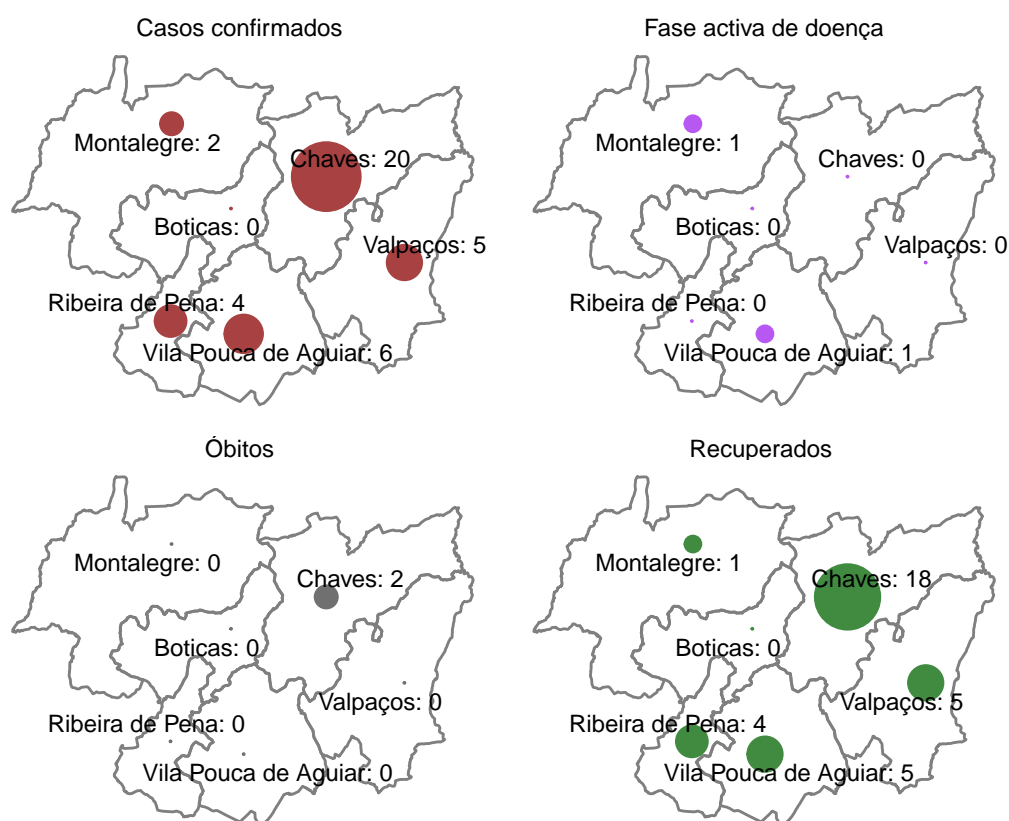 Casos confirmados
Montalegre: 2
Chaves: 20
Boticas: 0
Valpaços: 5
Ribeira de Pena: 4
Vila Pouca de Aguiar: 6
Fase activa de doença
Montalegre: 1
Chaves: 0
Boticas: 0
Valpaços: 0
Ribeira de Pena: 0
Vila Pouca de Aguiar: 1
Óbitos
Montalegre: 0
Chaves: 2
Boticas: 0
Valpaços: 0
Ribeira de Pena: 0
Vila Pouca de Aguiar: 0
Recuperados
Montalegre: 1
Chaves: 18
Boticas: 0
Valpaços: 5
Ribeira de Pena: 4
Vila Pouca de Aguiar: 5